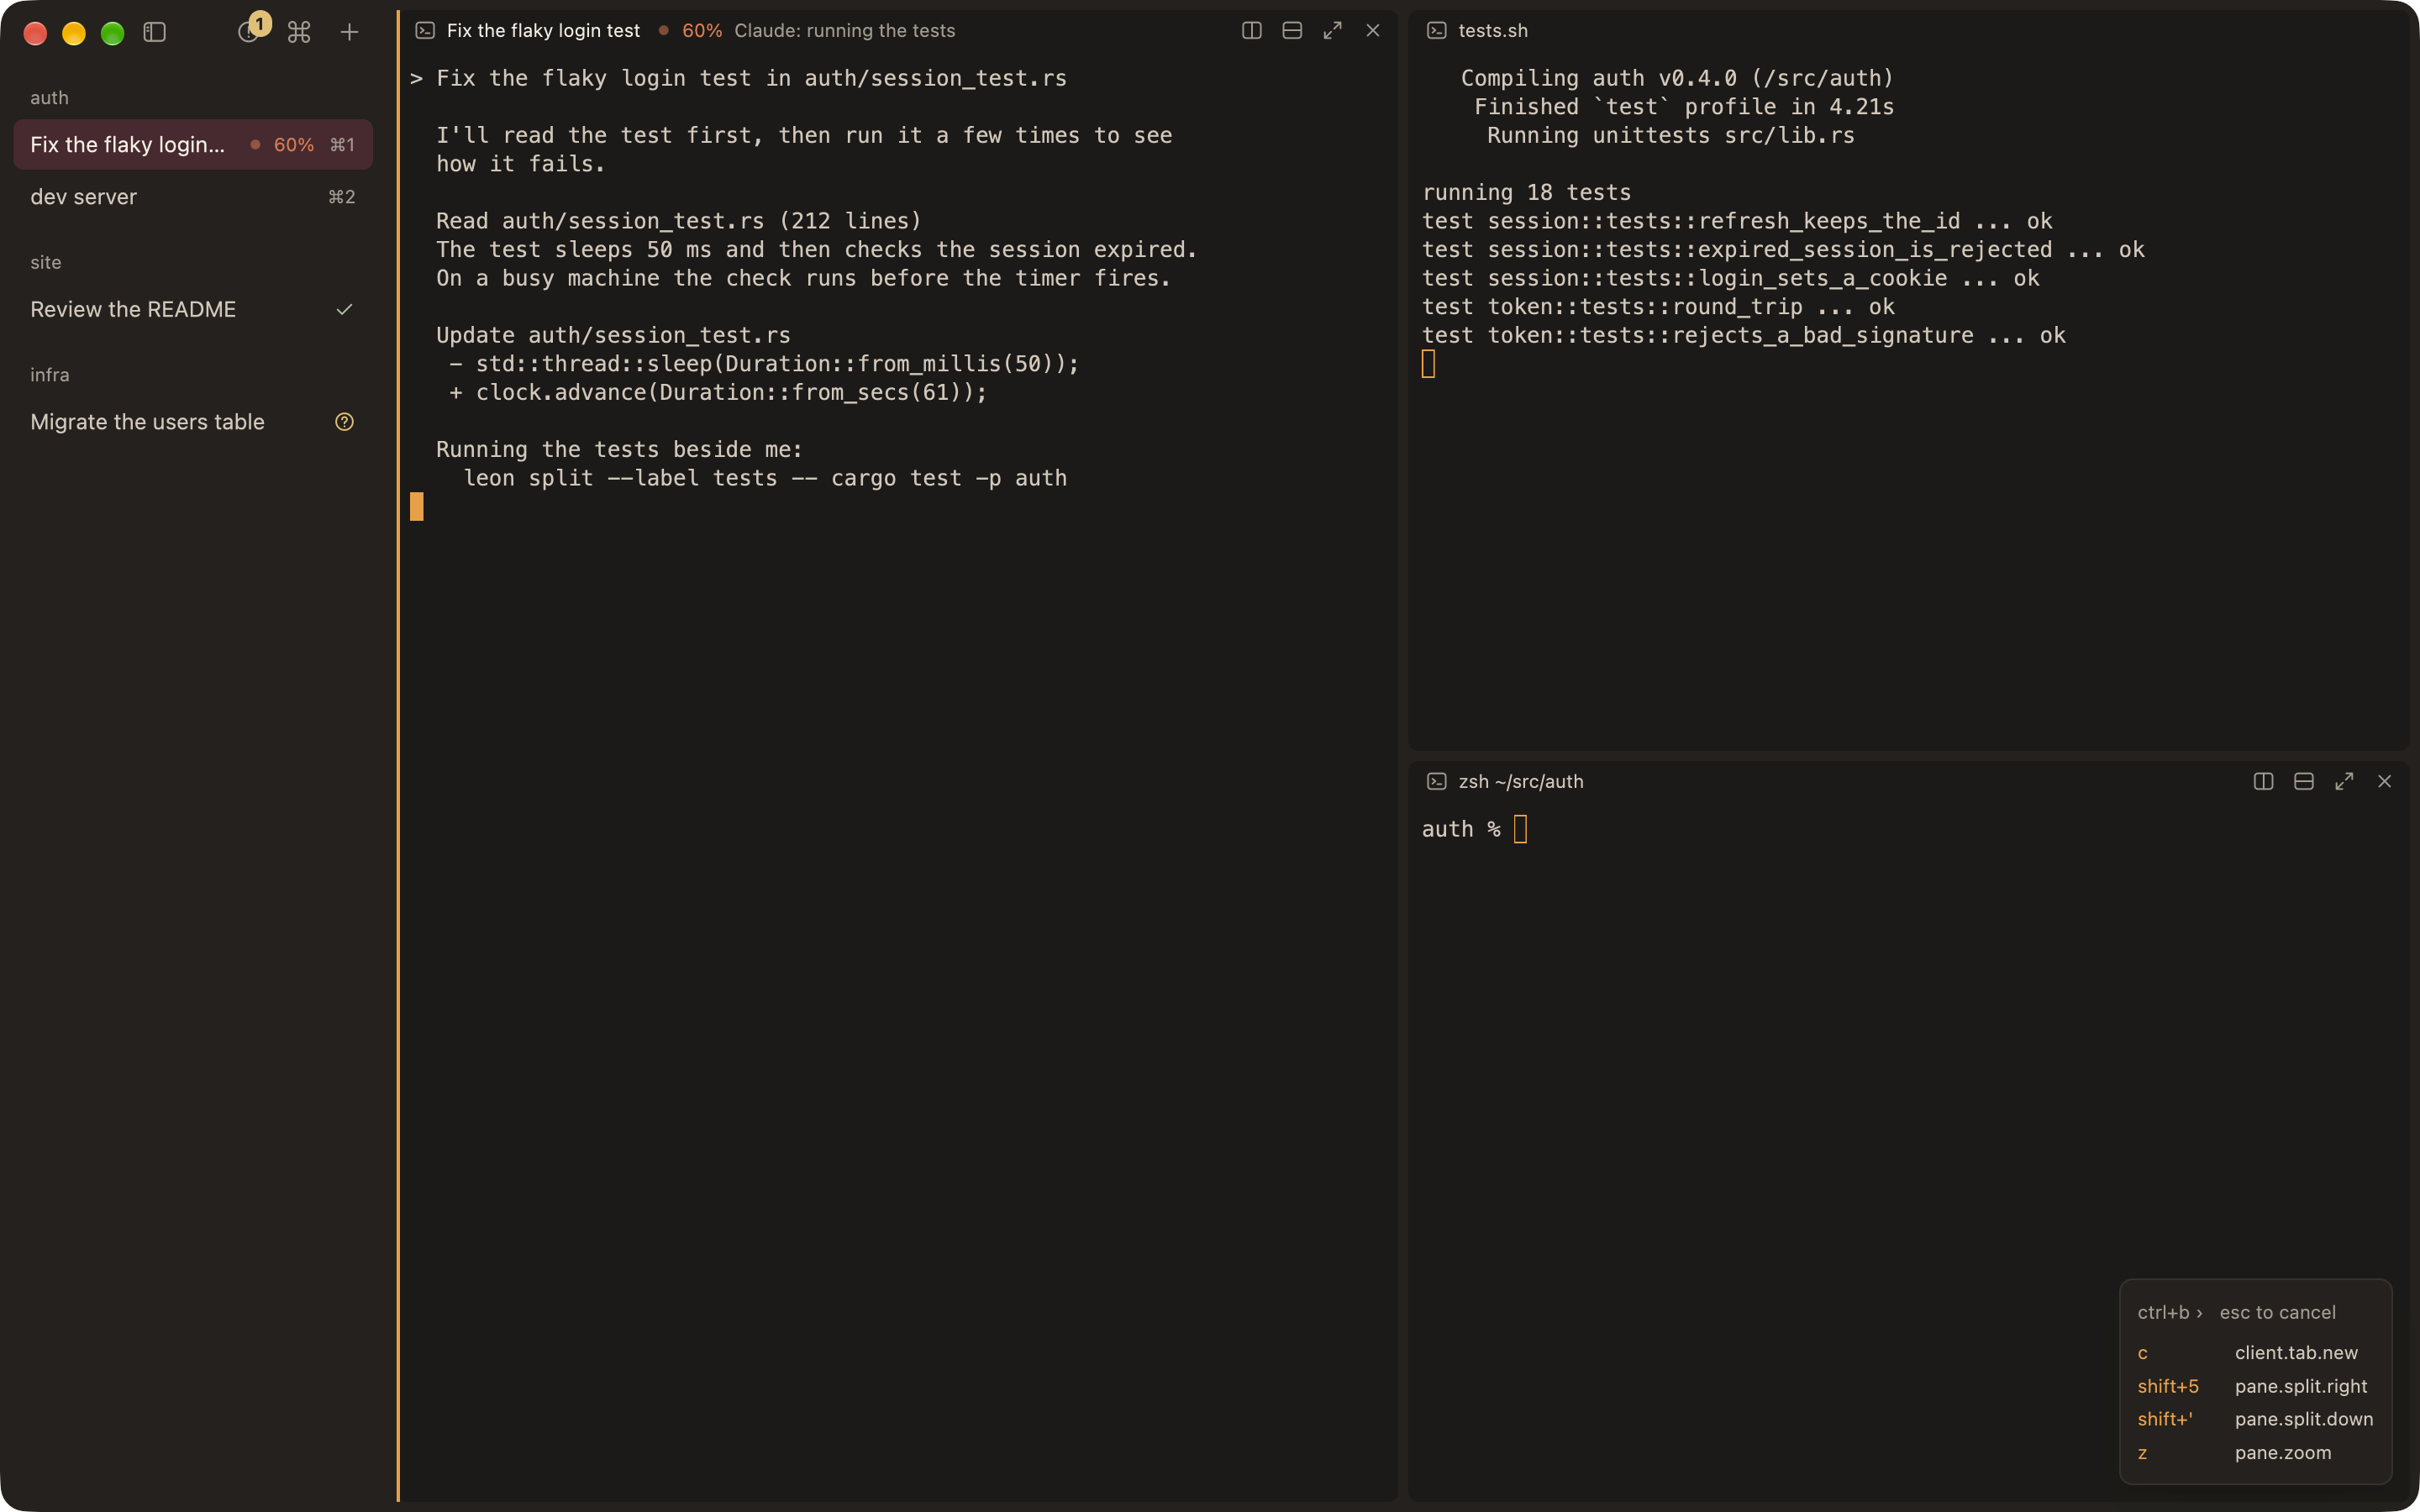 1
auth
Fix the flaky login... 60% ⌘1
dev server ⌘2
site
Review the README
infra
Migrate the users table
Fix the flaky login test 60% Claude: running the tests
> Fix the flaky login test in auth/session_test.rs
I'll read the test first, then run it a few times to see
how it fails.
Read auth/session_test.rs (212 lines)
The test sleeps 50 ms and then checks the session expired.
On a busy machine the check runs before the timer fires.
Update auth/session_test.rs
- std::thread::sleep(Duration::from_millis(50));
+ clock.advance(Duration::from_secs(61));
Running the tests beside me:
leon split --label tests -- cargo test -p auth
tests.sh
Compiling auth v0.4.0 (/src/auth)
Finished `test` profile in 4.21s
Running unittests src/lib.rs
running 18 tests
test session::tests::refresh_keeps_the_id ... ok
test session::tests::expired_session_is_rejected ... ok
test session::tests::login_sets_a_cookie ... ok
test token::tests::round_trip ... ok
test token::tests::rejects_a_bad_signature ... ok
zsh ~/src/auth
auth %
ctrl+b › esc to cancel
c client.tab.new
shift+5 pane.split.right
shift+' pane.split.down
z pane.zoom